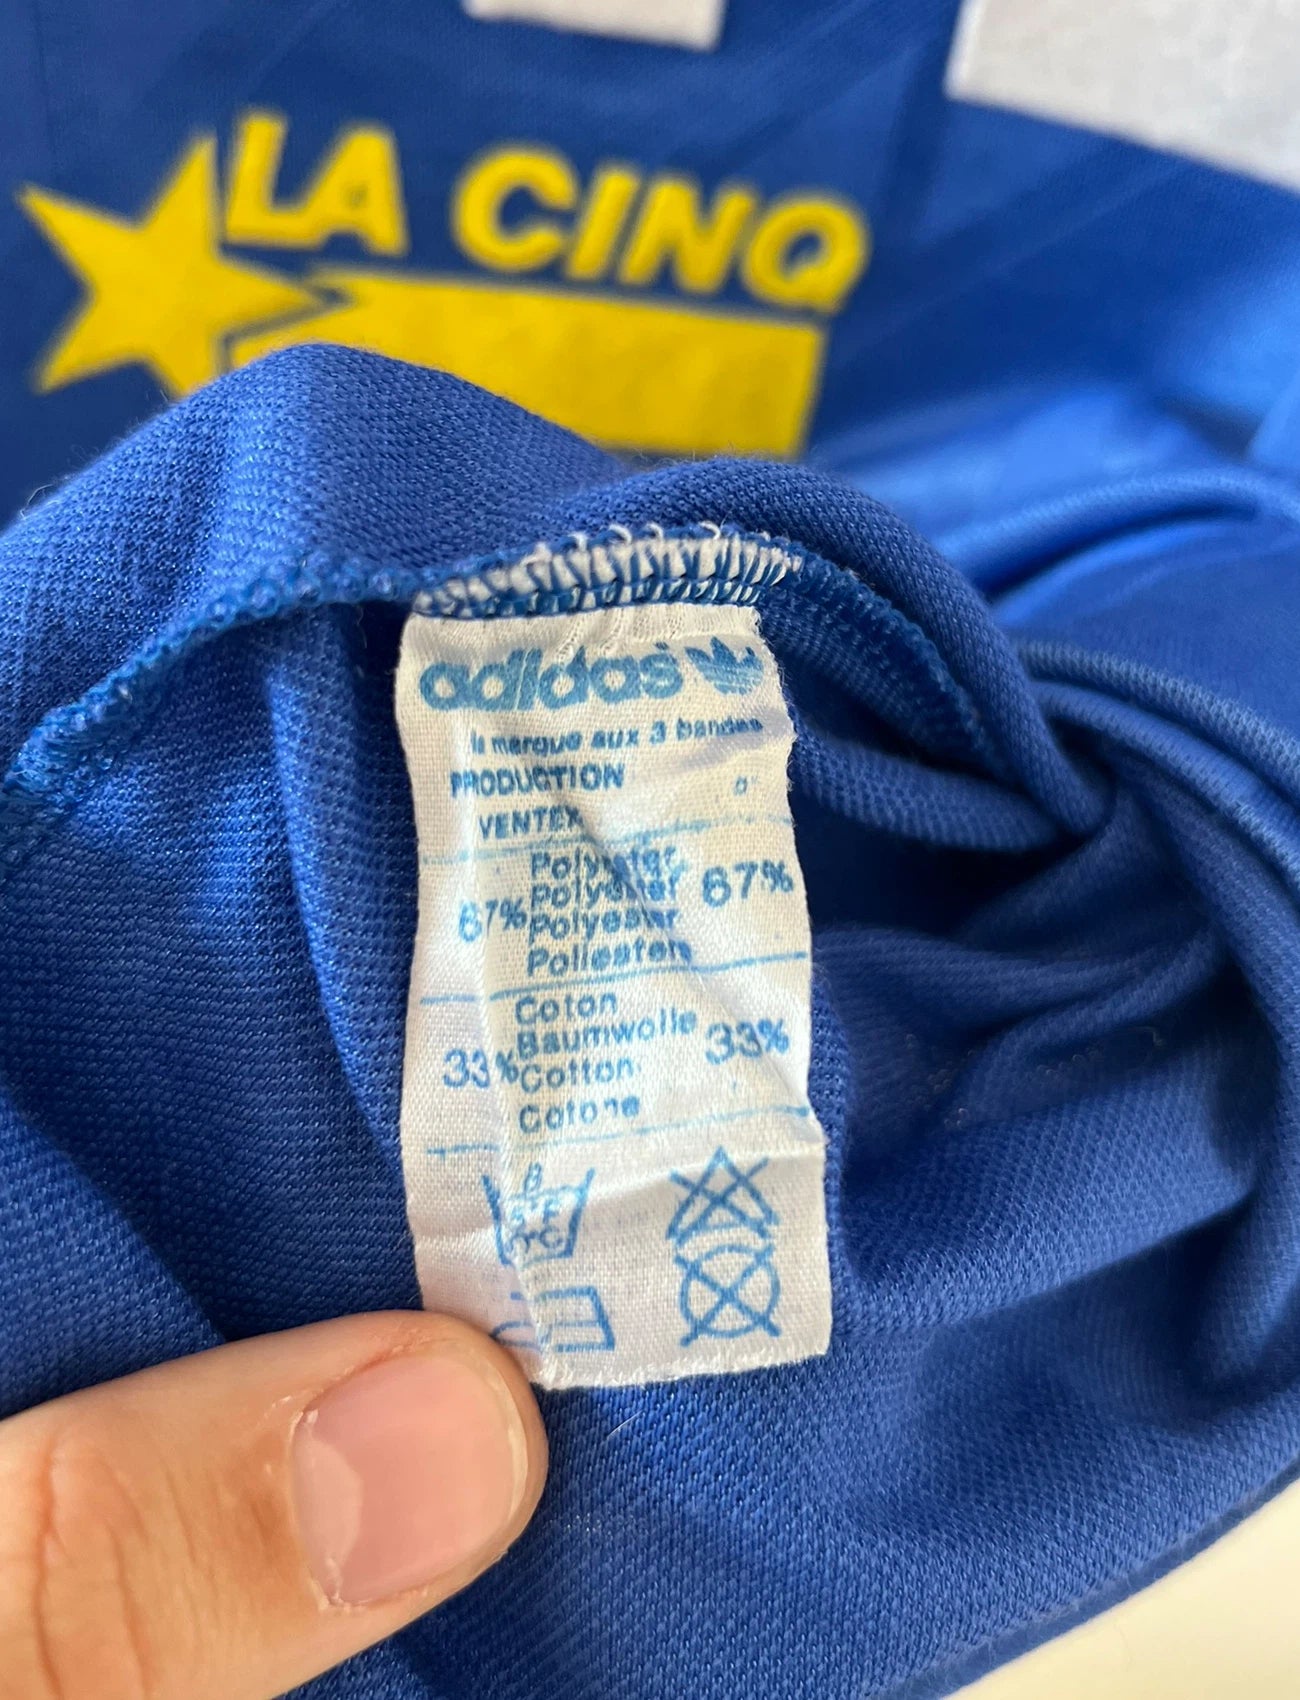 LA CINQ
adidas
la marque aux 3 bandes
PRODUCTION
VENTEX
Polyester
Polyester
67% Polyester 67%
Poliestere
Coton
Baumwolle
33% Cotton 33%
Cotone